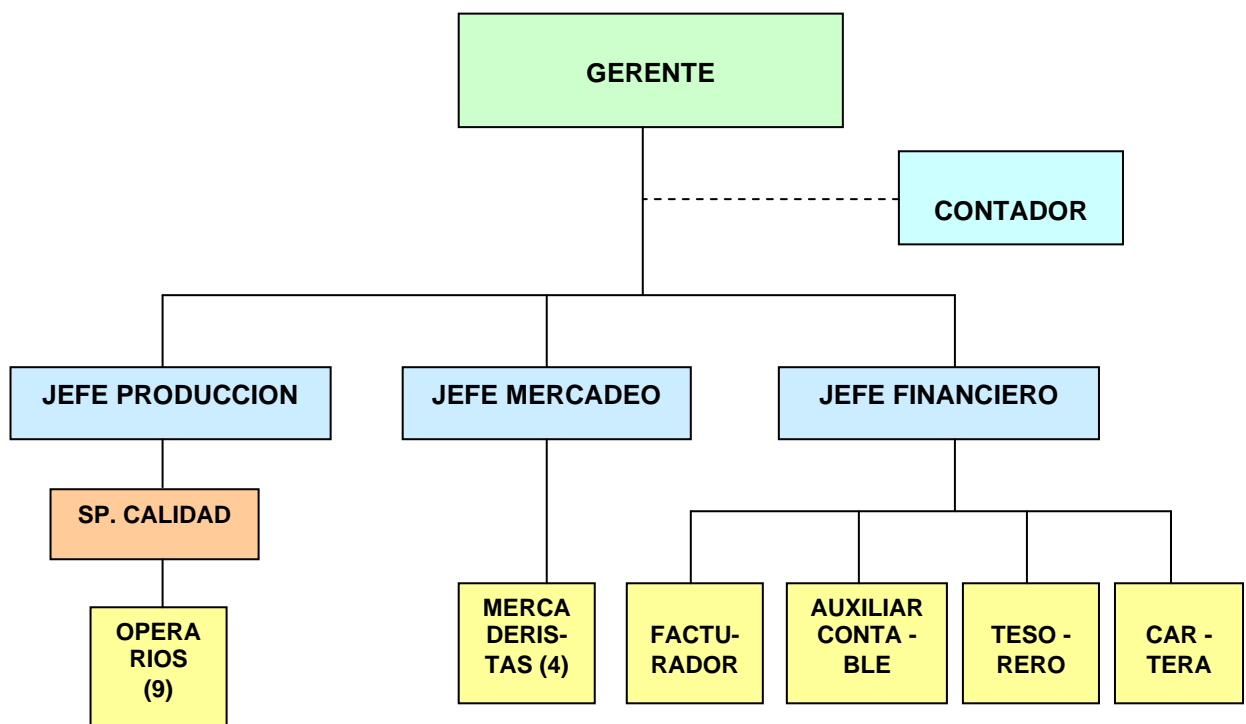 GERENTE
CONTADOR
JEFE PRODUCCION
JEFE MERCADEO
JEFE FINANCIERO
SP. CALIDAD
OPERA
RIOS
(9)
MERCA
DERIS-
TAS (4)
FACTU-
RADOR
AUXILIAR
CONTA -
BLE
TESO -
RERO
CAR -
TERA